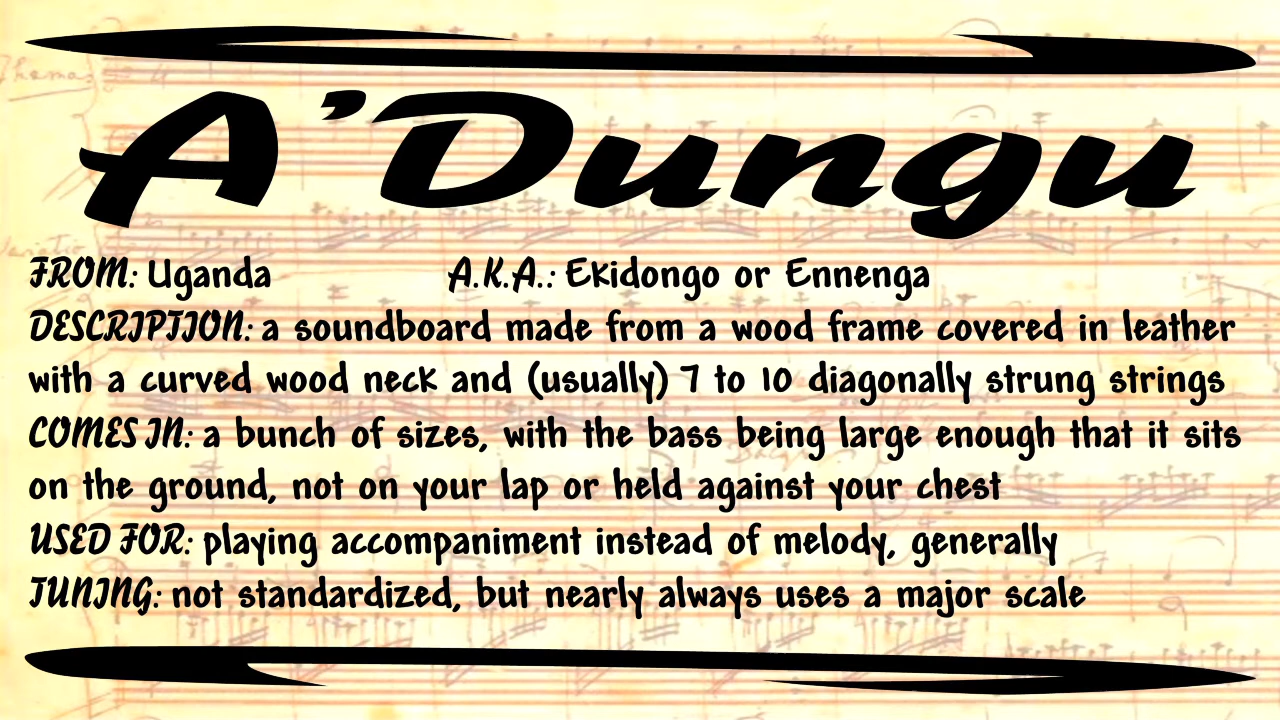 A'Dungu
FROM: Uganda A.K.A.: Ekidongo or Ennenga
DESCRIPTION: a soundboard made from a wood frame covered in leather
with a curved wood neck and (usually) 7 to 10 diagonally strung strings
COMES IN: a bunch of sizes, with the bass being large enough that it sits
on the ground, not on your lap or held against your chest
USED FOR: playing accompaniment instead of melody, generally
TUNING: not standardized, but nearly always uses a major scale